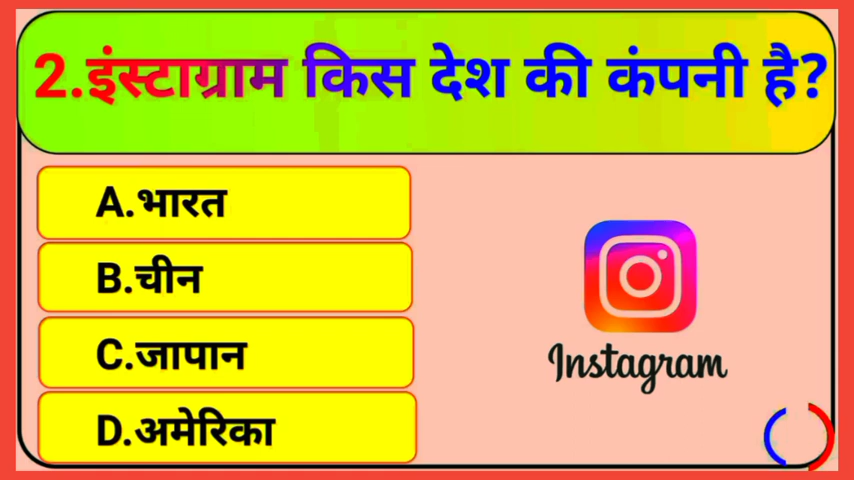 2.इंस्टाग्राम किस देश की कंपनी है?
A.भारत
B.चीन
C.जापान
D.अमेरिका
Instagram